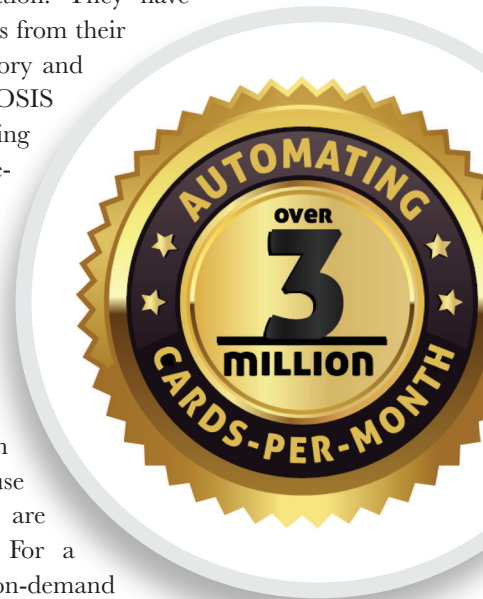 They have
s from their
ory and
OSIS
ing
e-
use
are
For a
on-demand
AUTOMATING
OVER
3
MILLION
CARDS-PER-MONTH